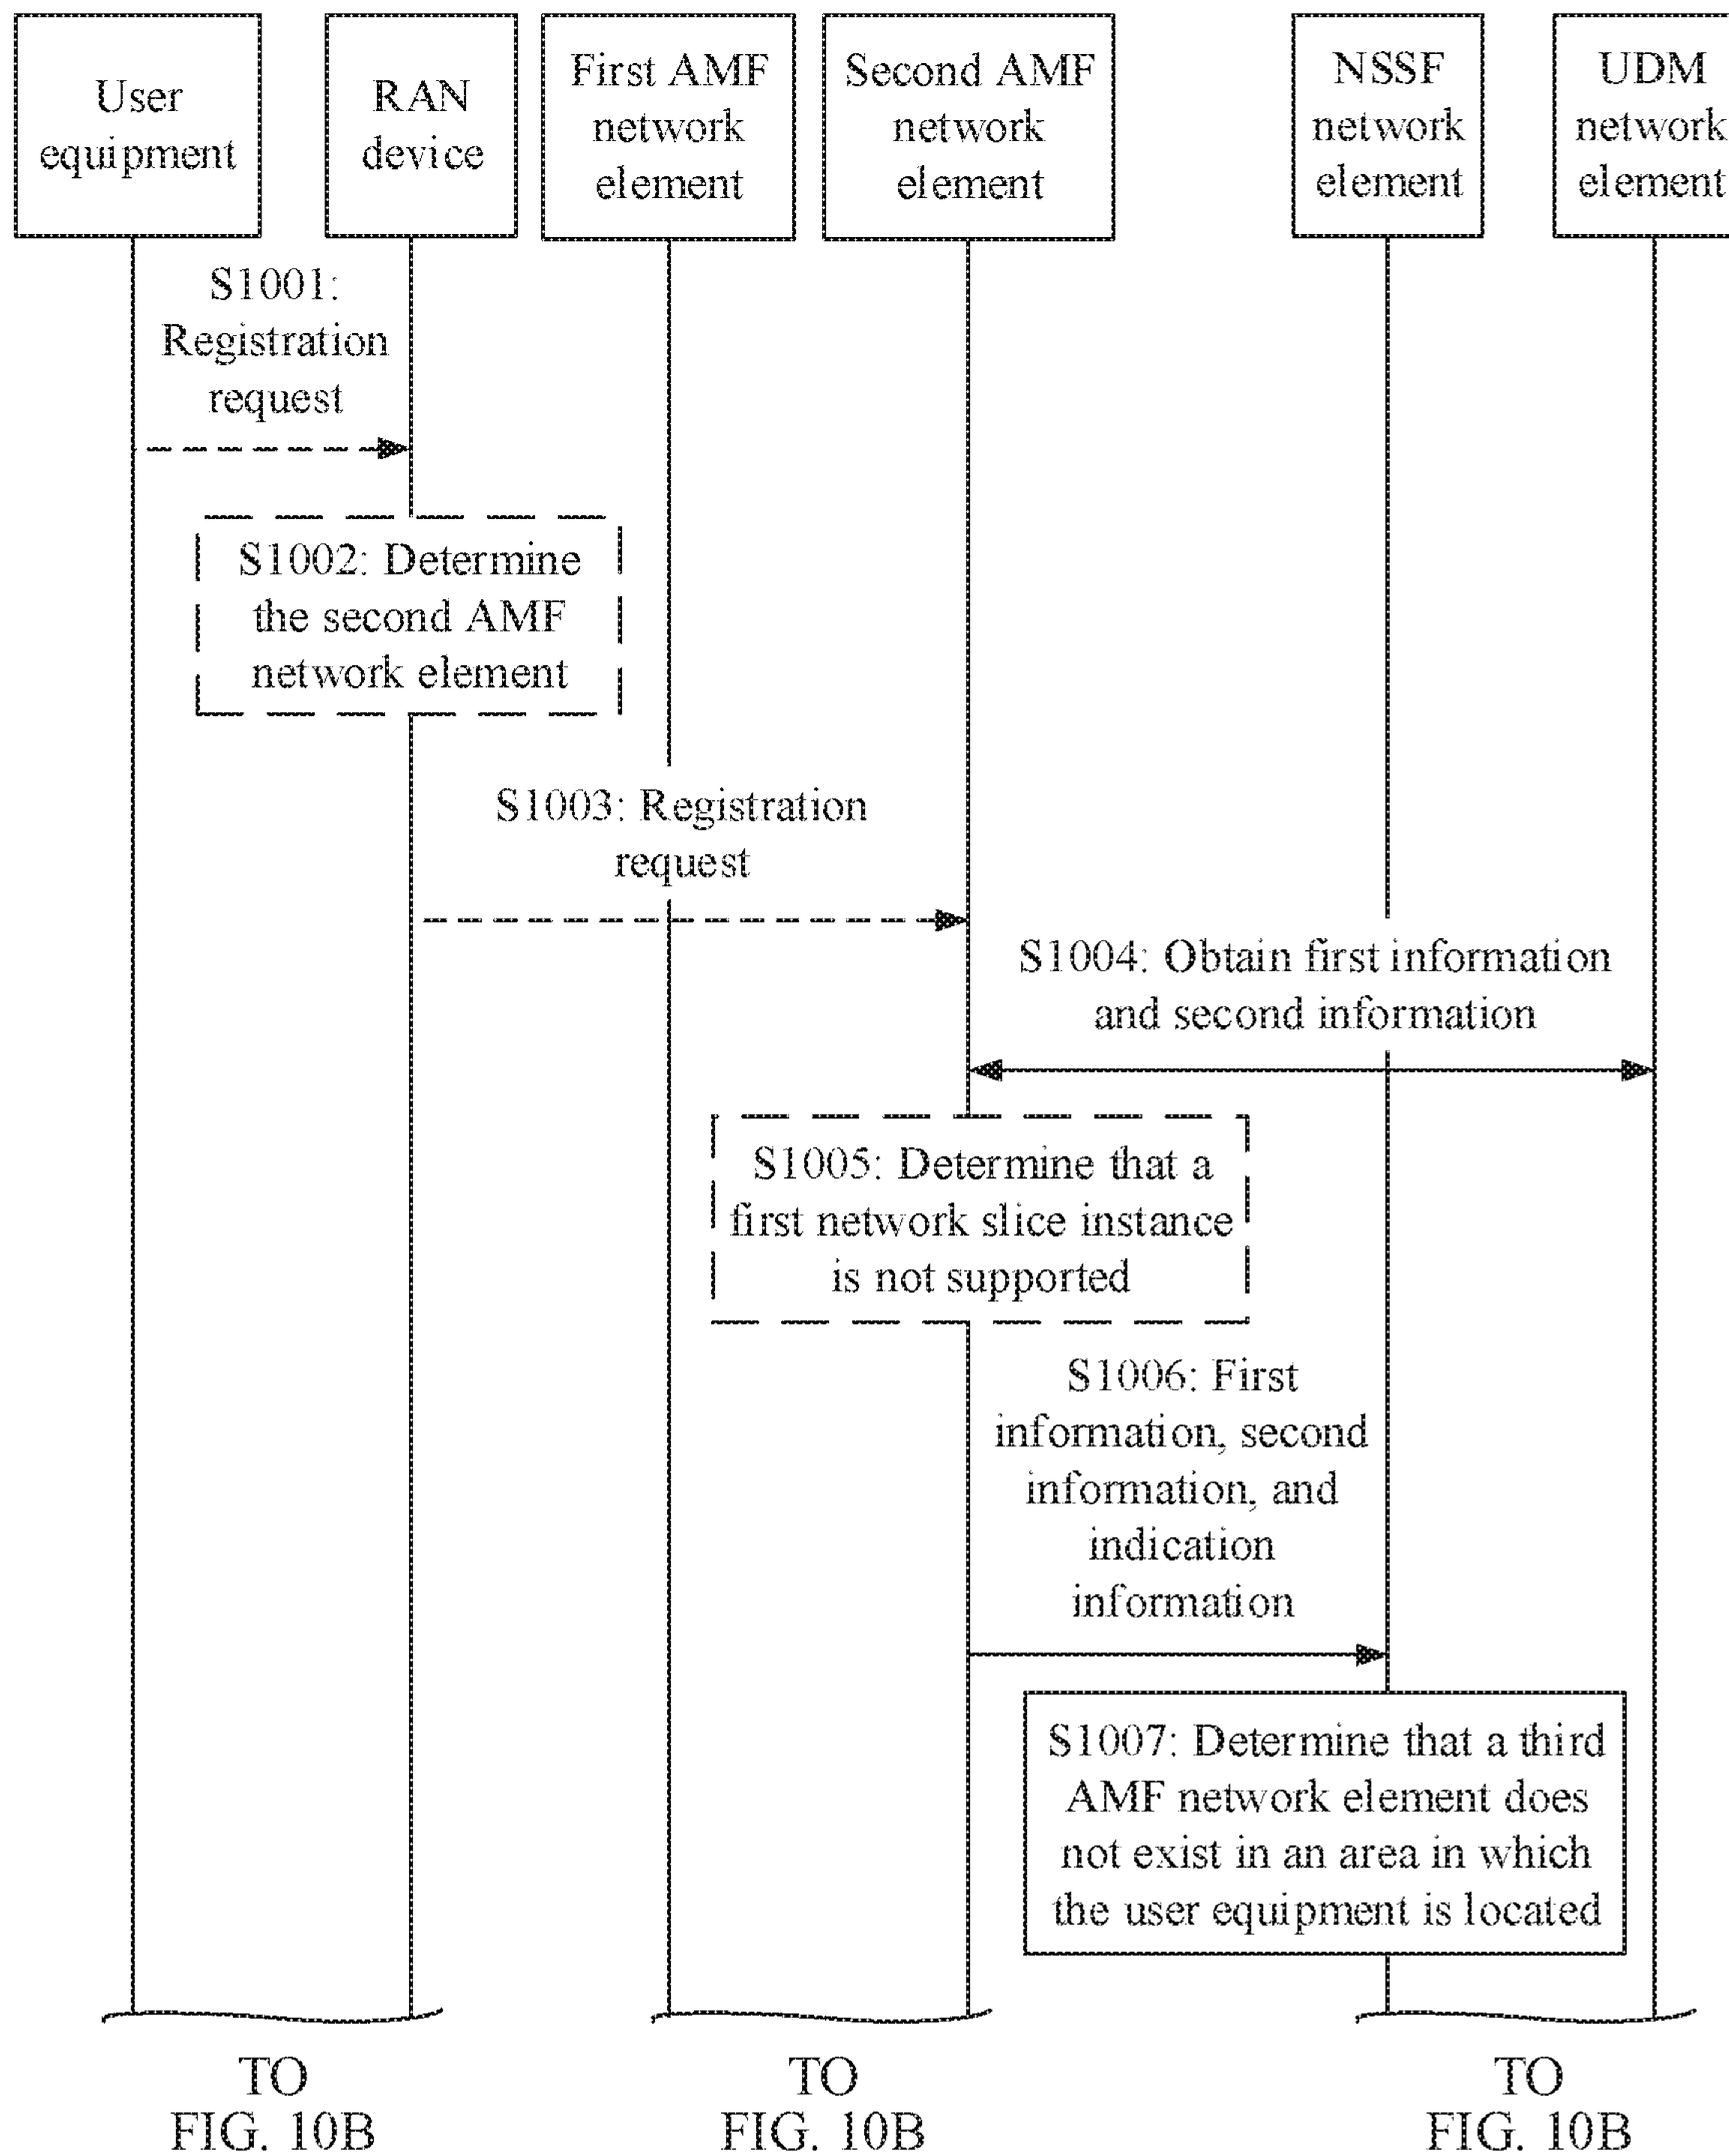 User
equipment
RAN
device
First AMF
network
element
Second AMF
network
element
NSSF
network
element
UDM
network
element
S1001:
Registration
request
S1002: Determine
the second AMF
network element
S1003: Registration
request
S1004: Obtain first information
and second information
S1005: Determine that a
first network slice instance
is not supported
S1006: First
information, second
information, and
indication
information
S1007: Determine that a third
AMF network element does
not exist in an area in which
the user equipment is located
TO
FIG. 10B
TO
FIG. 10B
TO
FIG. 10B